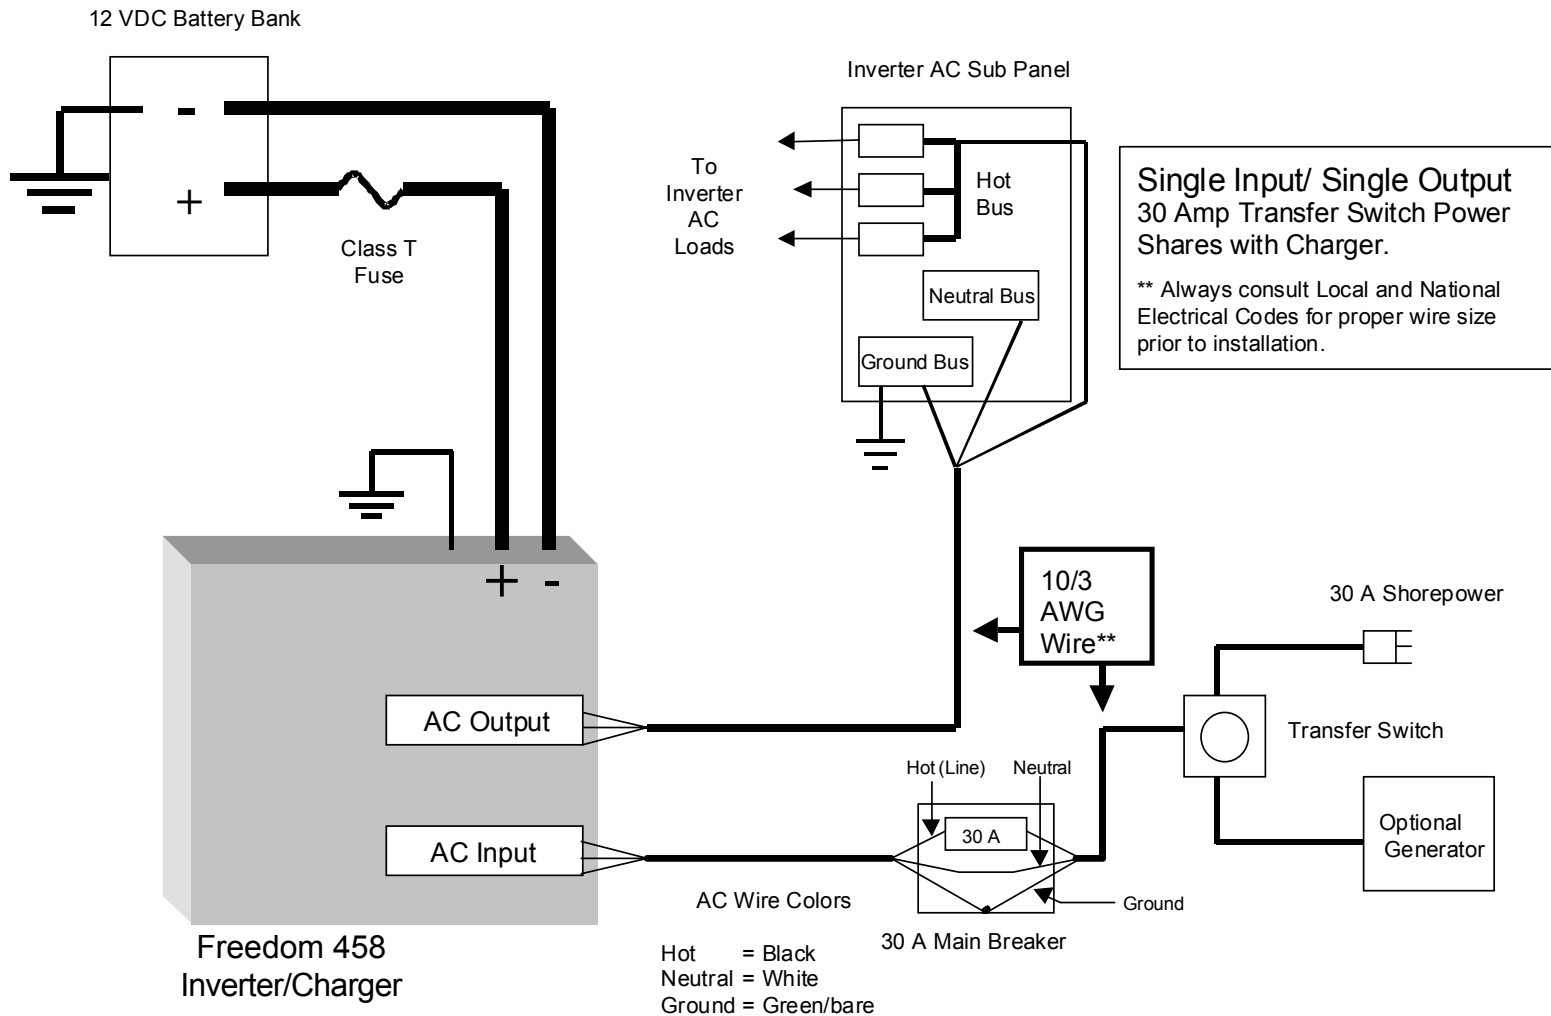 12 VDC Battery Bank
-
+
Class T
Fuse
Inverter AC Sub Panel
To
Inverter
AC
Loads
Hot
Bus
Neutral Bus
Ground Bus
Single Input/ Single Output
30 Amp Transfer Switch Power
Shares with Charger.
** Always consult Local and National
Electrical Codes for proper wire size
prior to installation.
+ -
10/3
AWG
Wire**
30 A Shorepower
Transfer Switch
Optional
Generator
AC Output
AC Input
Hot (Line) Neutral
30 A
Ground
30 A Main Breaker
AC Wire Colors
Hot = Black
Neutral = White
Ground = Green/bare
Freedom 458
Inverter/Charger